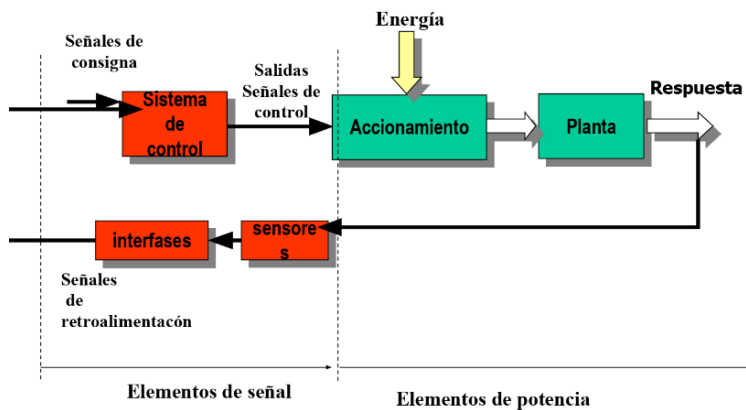 Energía
Señales de
consigna
Salidas
Señales de
control
Sistema
de
control
Accionamiento
Planta
Respuesta
interfases
sensore
s
Señales
de
retroalimentacón
Elementos de señal
Elementos de potencia